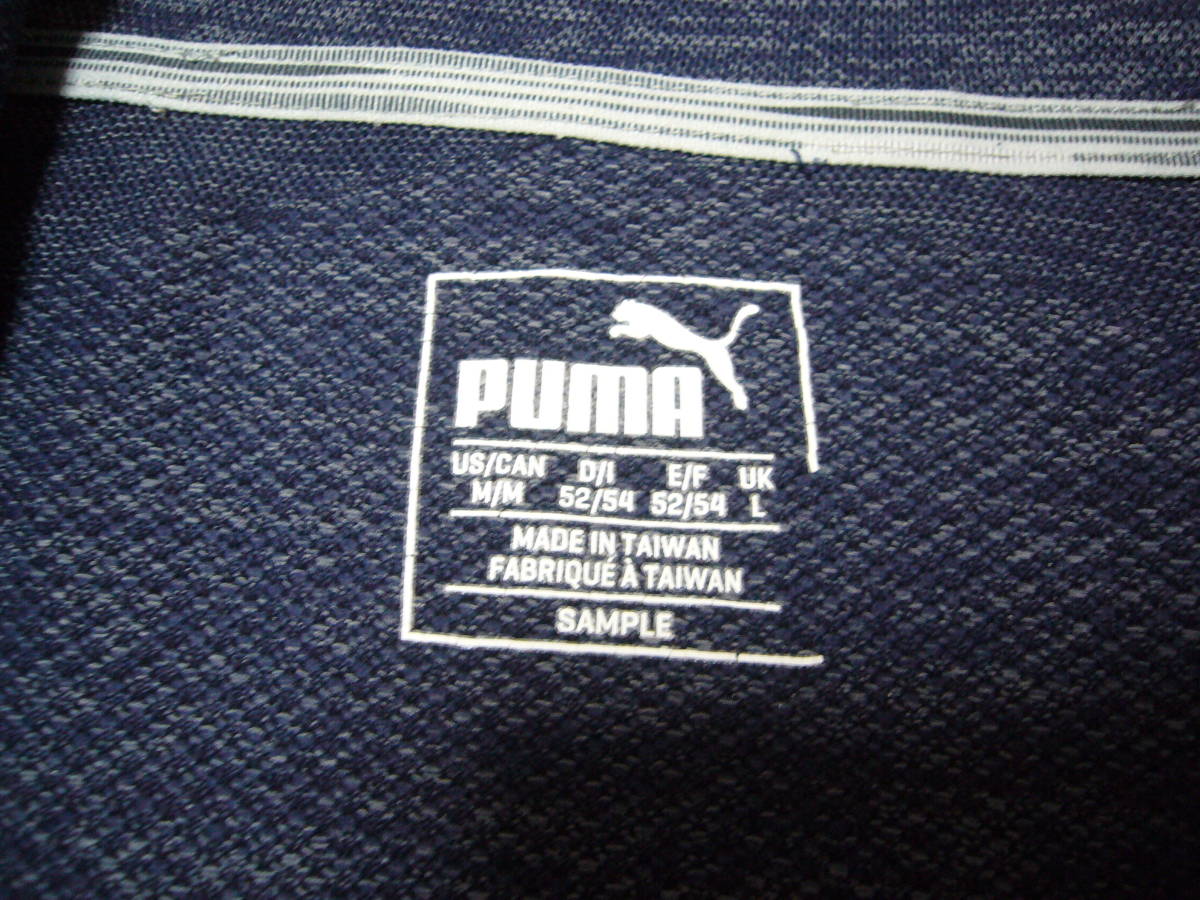 PUMA
US/CAN D/I E/F UK
M/M 52/54 52/54 L
MADE IN TAIWAN
FABRIQUÉ À TAIWAN
SAMPLE